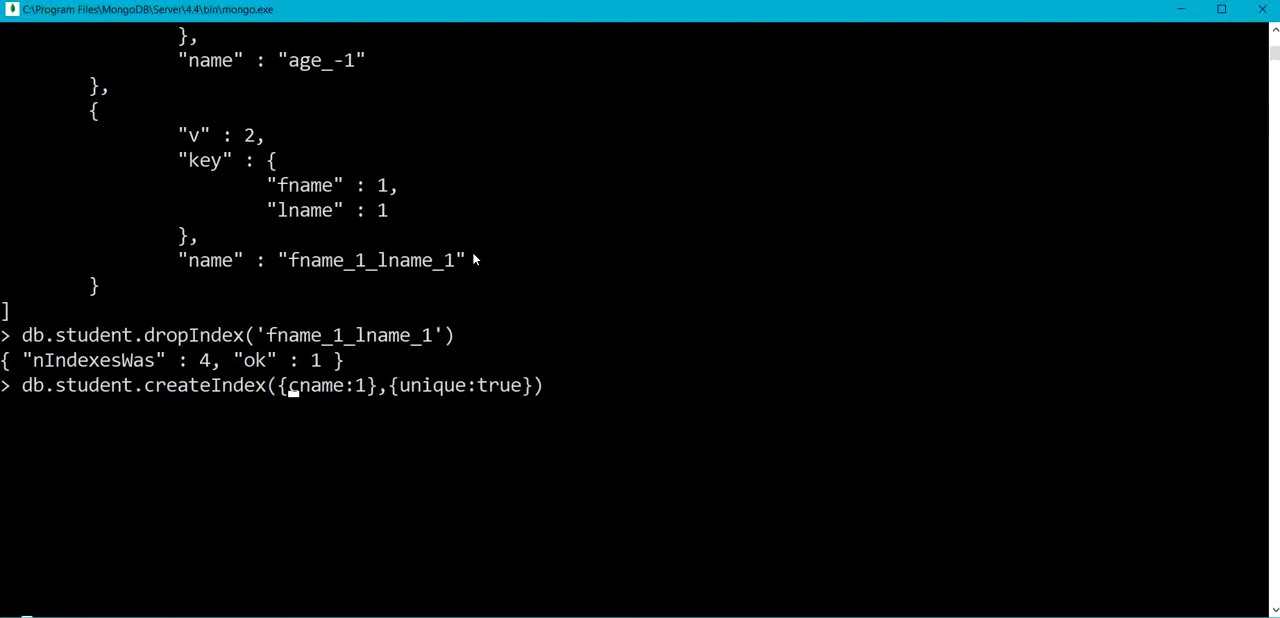 C:\Program Files\MongoDB\Server\4.4\bin\mongo.exe
},
"name" : "age_-1"
},
{
"v" : 2,
"key" : {
"fname" : 1,
"lname" : 1
},
"name" : "fname_1_lname_1"
}
]
> db.student.dropIndex('fname_1_lname_1')
{ "nIndexesWas" : 4, "ok" : 1 }
> db.student.createIndex({cname:1},{unique:true})